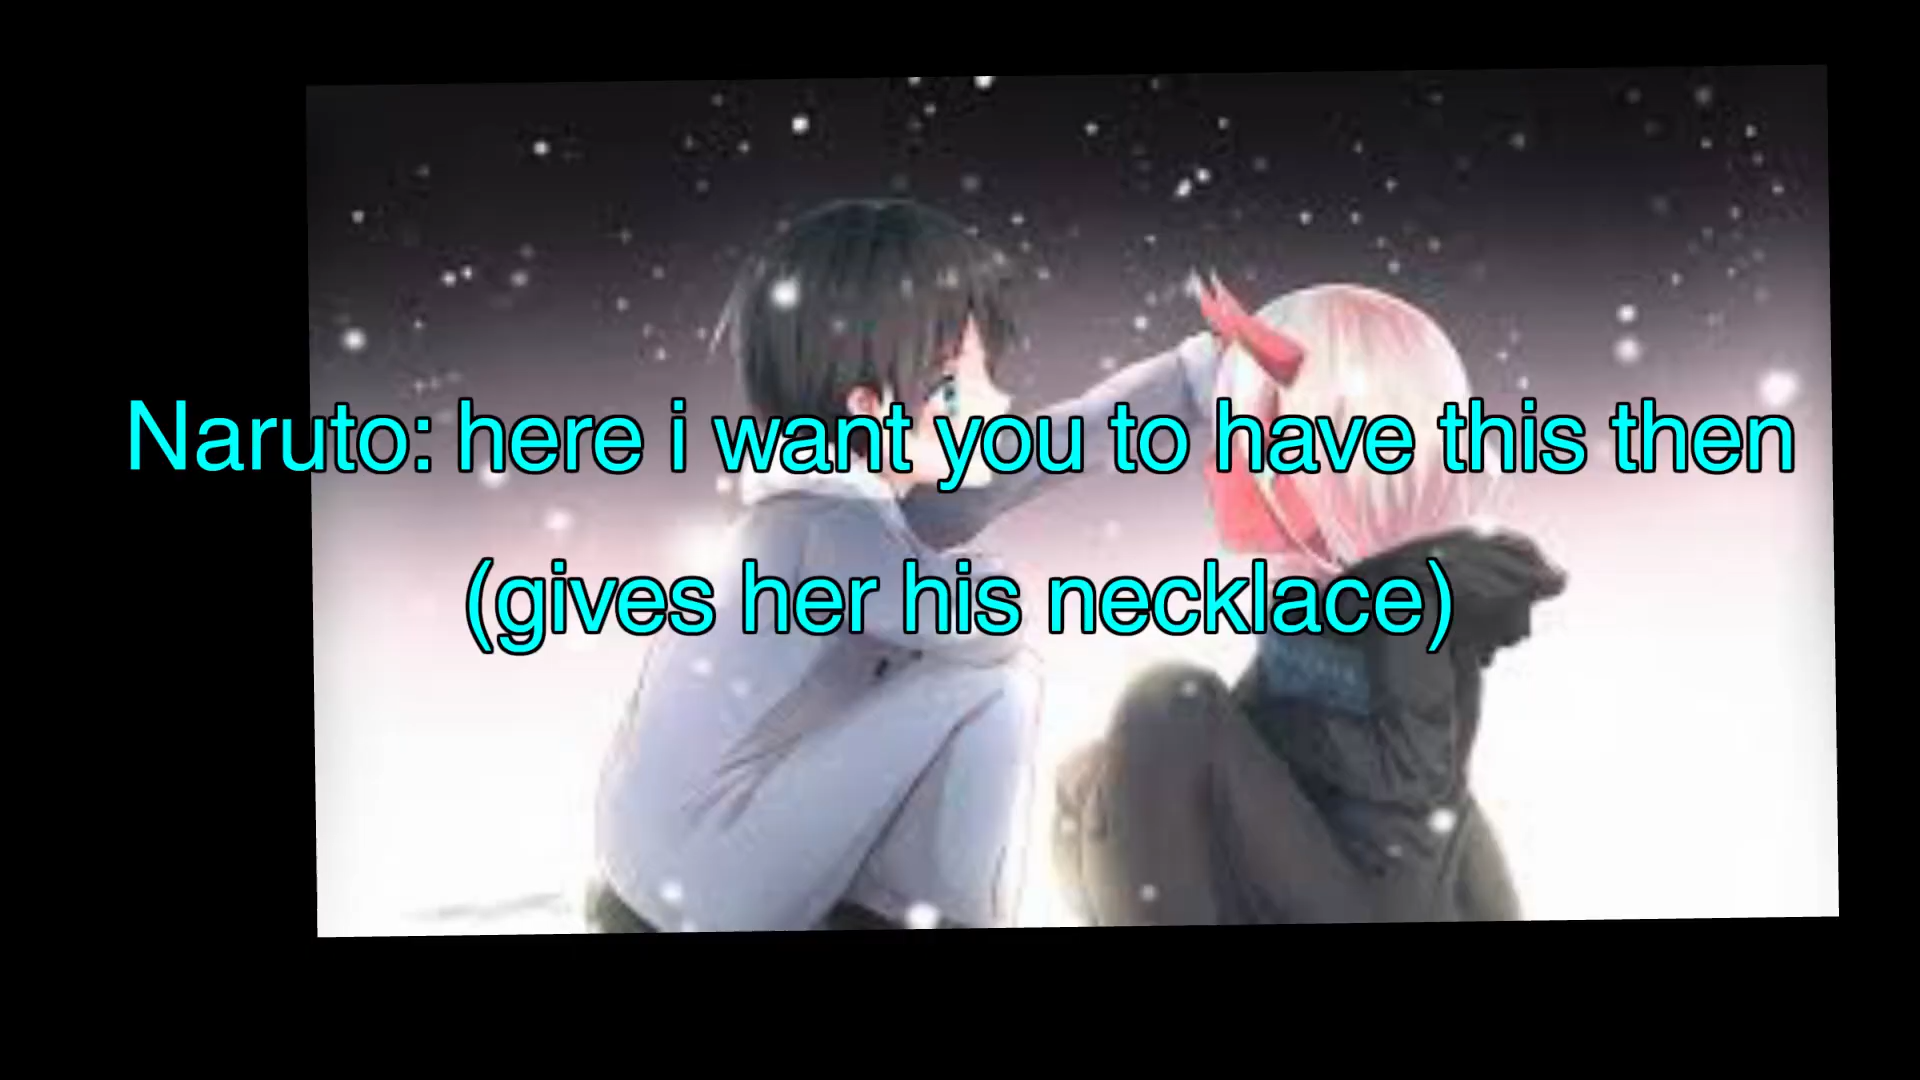 Naruto: here i want you to have this then
(gives her his necklace)